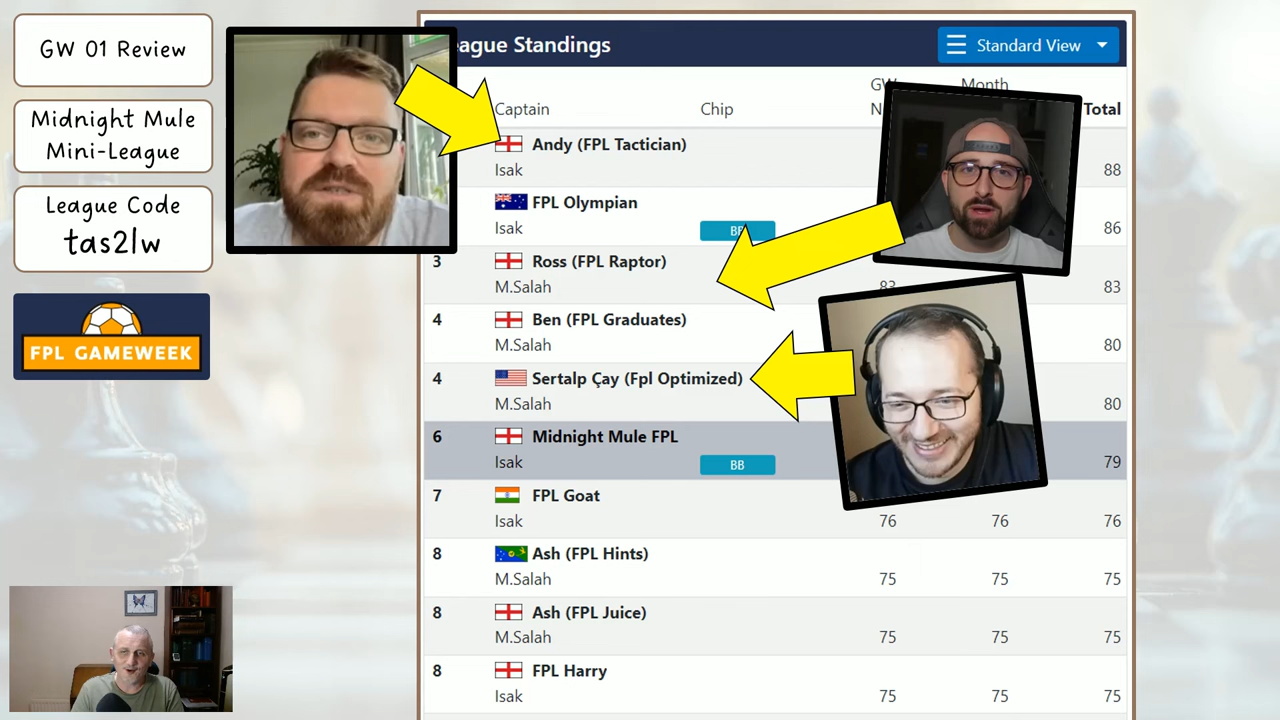 GW 01 Review
Midnight Mule
Mini-League
League Code
tas2lw
FPL GAMEWEEK
eague Standings
Standard View
Captain
Chip
Month
Total
Andy (FPL Tactician)
Isak
88
FPL Olympian
Isak
86
3
Ross (FPL Raptor)
M.Salah
83
83
4
Ben (FPL Graduates)
M.Salah
80
4
Sertalp Çay (Fpl Optimized)
M.Salah
80
6
Midnight Mule FPL
Isak
BB
79
7
FPL Goat
Isak
76
76
76
8
Ash (FPL Hints)
M.Salah
75
75
75
8
Ash (FPL Juice)
M.Salah
75
75
75
8
FPL Harry
Isak
75
75
75